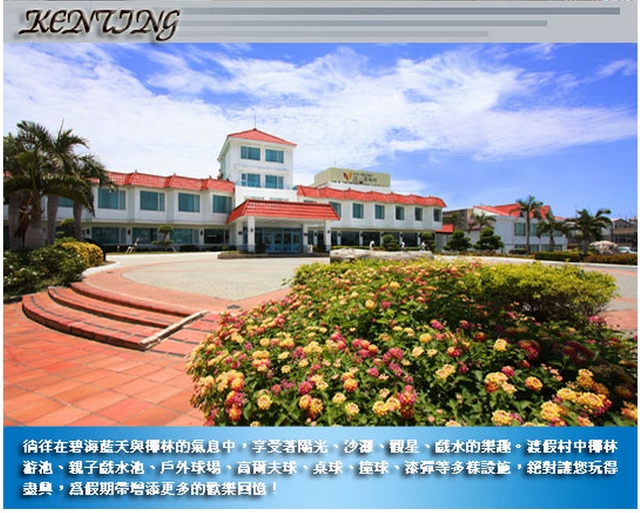 KENTING
徜徉在碧海藍天與椰林的氣息中，享受著陽光、沙灘、觀星、戲水的樂趣。渡假村中椰林
游池、親子戲水池、戶外球場、高爾夫球、桌球、撞球、漆彈等多樣設施，絕對讓您玩得
盡興，為假期帶增添更多的歡樂回憶！